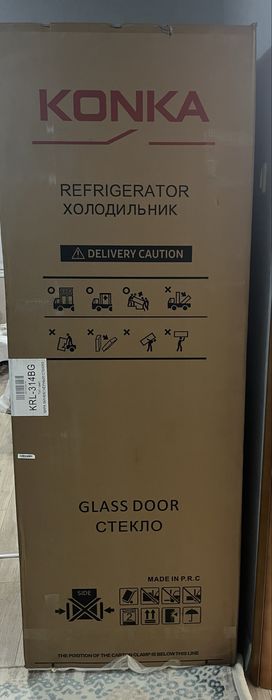 KONKA
REFRIGERATOR
ХОЛОДИЛЬНИК
DELIVERY CAUTION
KRL-314BG
GLASS DOOR
СТЕКЛО
MADE IN P.R.C
SIDE
2
THE POSITION OF THE CARTON CLAMP IS BELOW THIS LINE